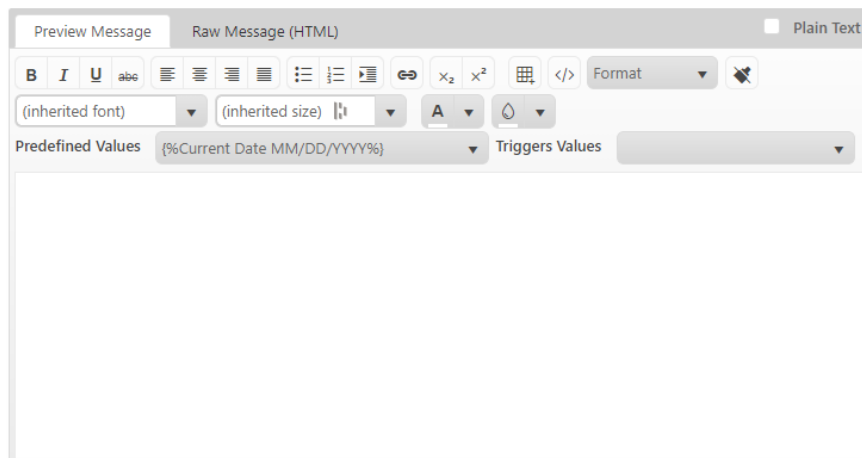 Preview Message Raw Message (HTML) Plain Text
B I U abc x₂ x² </> Format
(inherited font) (inherited size) A
Predefined Values {%Current Date MM/DD/YYYY%} Triggers Values